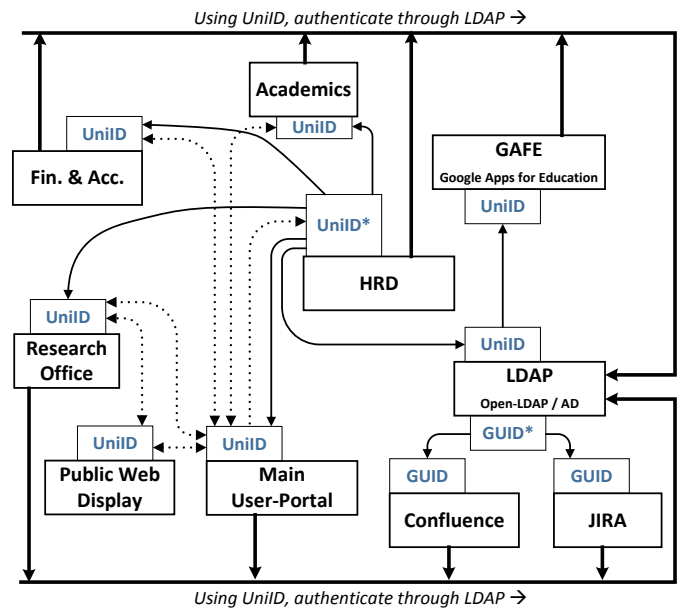 Using UniID, authenticate through LDAP →
Academics
UniID
UniID
Fin. & Acc.
GAFE
Google Apps for Education
UniID
UniID*
HRD
UniID
Research
Office
UniID
LDAP
Open-LDAP / AD
GUID*
UniID
Public Web
Display
UniID
Main
User-Portal
GUID
Confluence
GUID
JIRA
Using UniID, authenticate through LDAP →